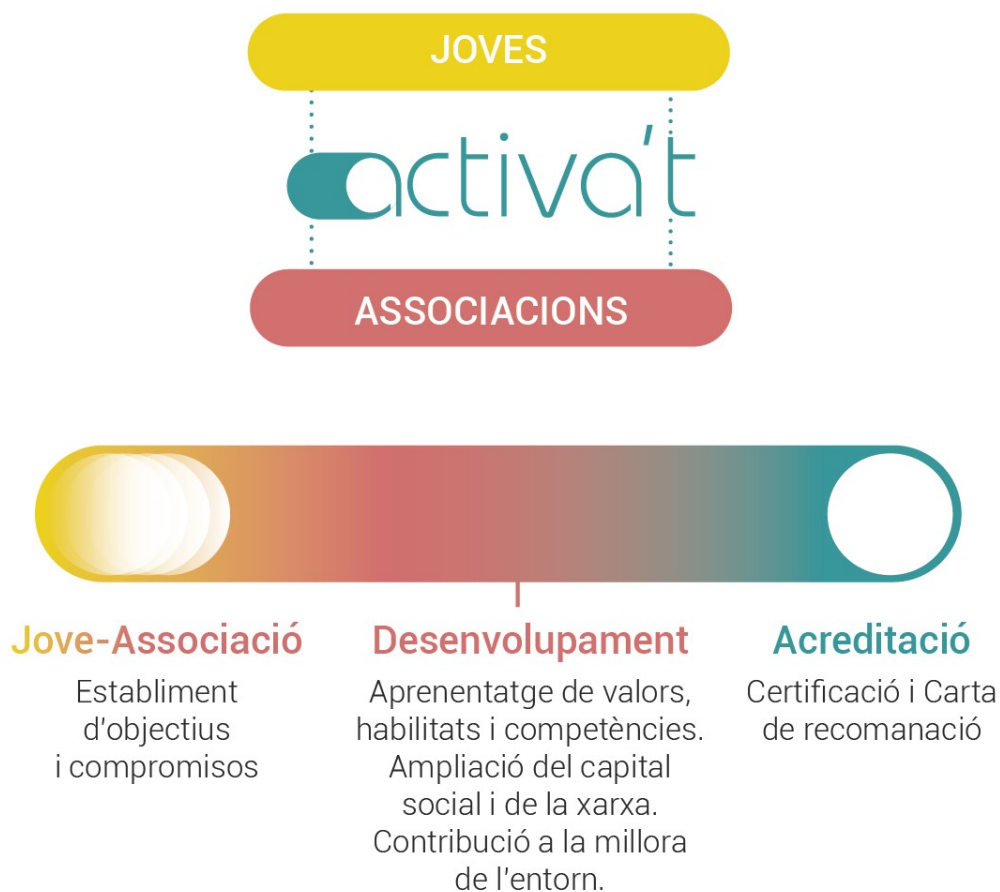 JOVES
activa't
ASSOCIACIONS
Jove-Associació
Establiment
d'objectius
i compromisos
Desenvolupament
Aprenentatge de valors,
habilitats i competències.
Ampliació del capital
social i de la xarxa.
Contribució a la millora
de l'entorn.
Acreditació
Certificació i Carta
de recomanació